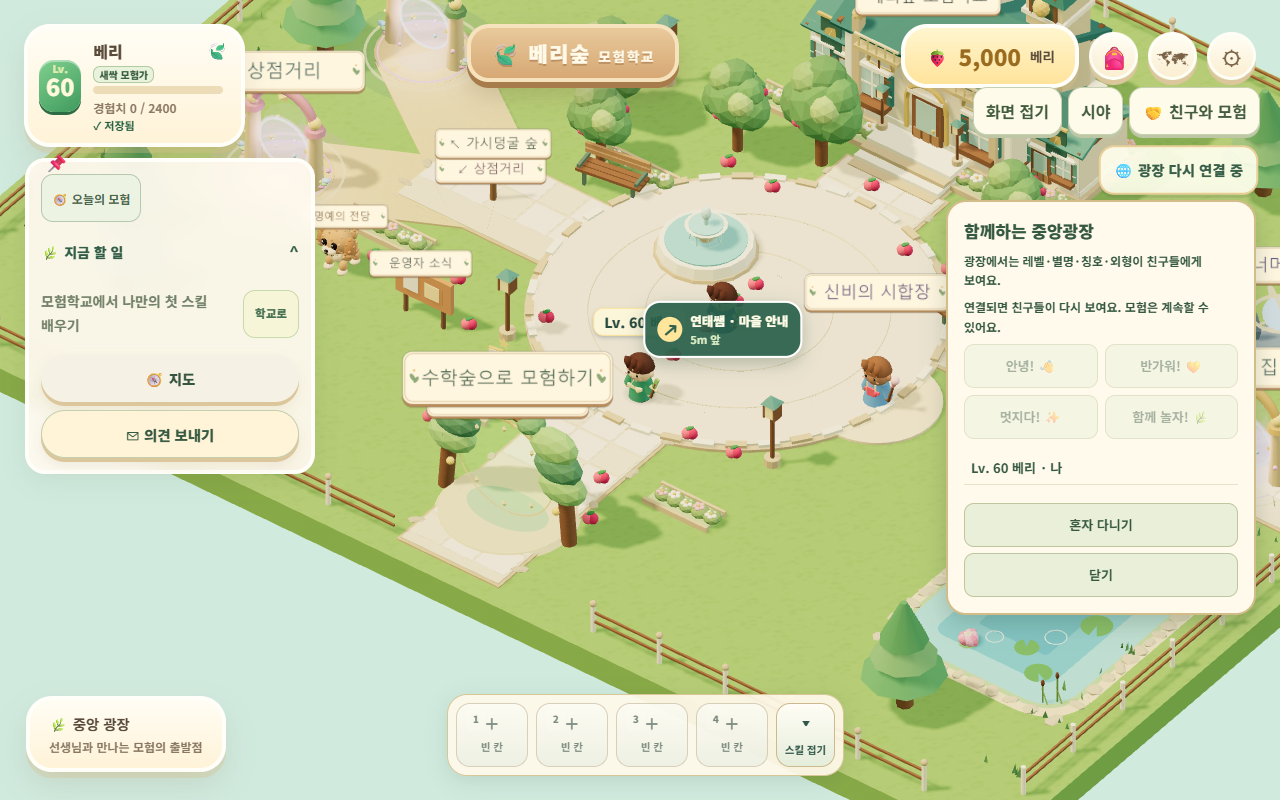 베리
Lv.
60
새싹 모험가
경험치 0 / 2400
✓ 저장됨
상점거리
베리숲 모험학교
5,000 베리
화면 접기
시야
친구와 모험
광장 다시 연결 중
오늘의 모험
지금 할 일
^
모험학교에서 나만의 첫 스킬
배우기
학교로
지도
의견 보내기
↖ 가시덩굴 숲
↙ 상점거리
명예의 전당
운영자 소식
신비의 시합장
Lv. 60
연태쌤 · 마을 안내
5m 앞
수학숲으로 모험하기
함께하는 중앙광장
광장에서는 레벨·별명·칭호·외형이 친구들에게
보여요.
연결되면 친구들이 다시 보여요. 모험은 계속할 수
있어요.
안녕!
반가워!
멋지다!
함께 놀자!
Lv. 60 베리 · 나
혼자 다니기
닫기
집
중앙 광장
선생님과 만나는 모험의 출발점
1
빈 칸
2
빈 칸
3
빈 칸
4
빈 칸
스킬 접기